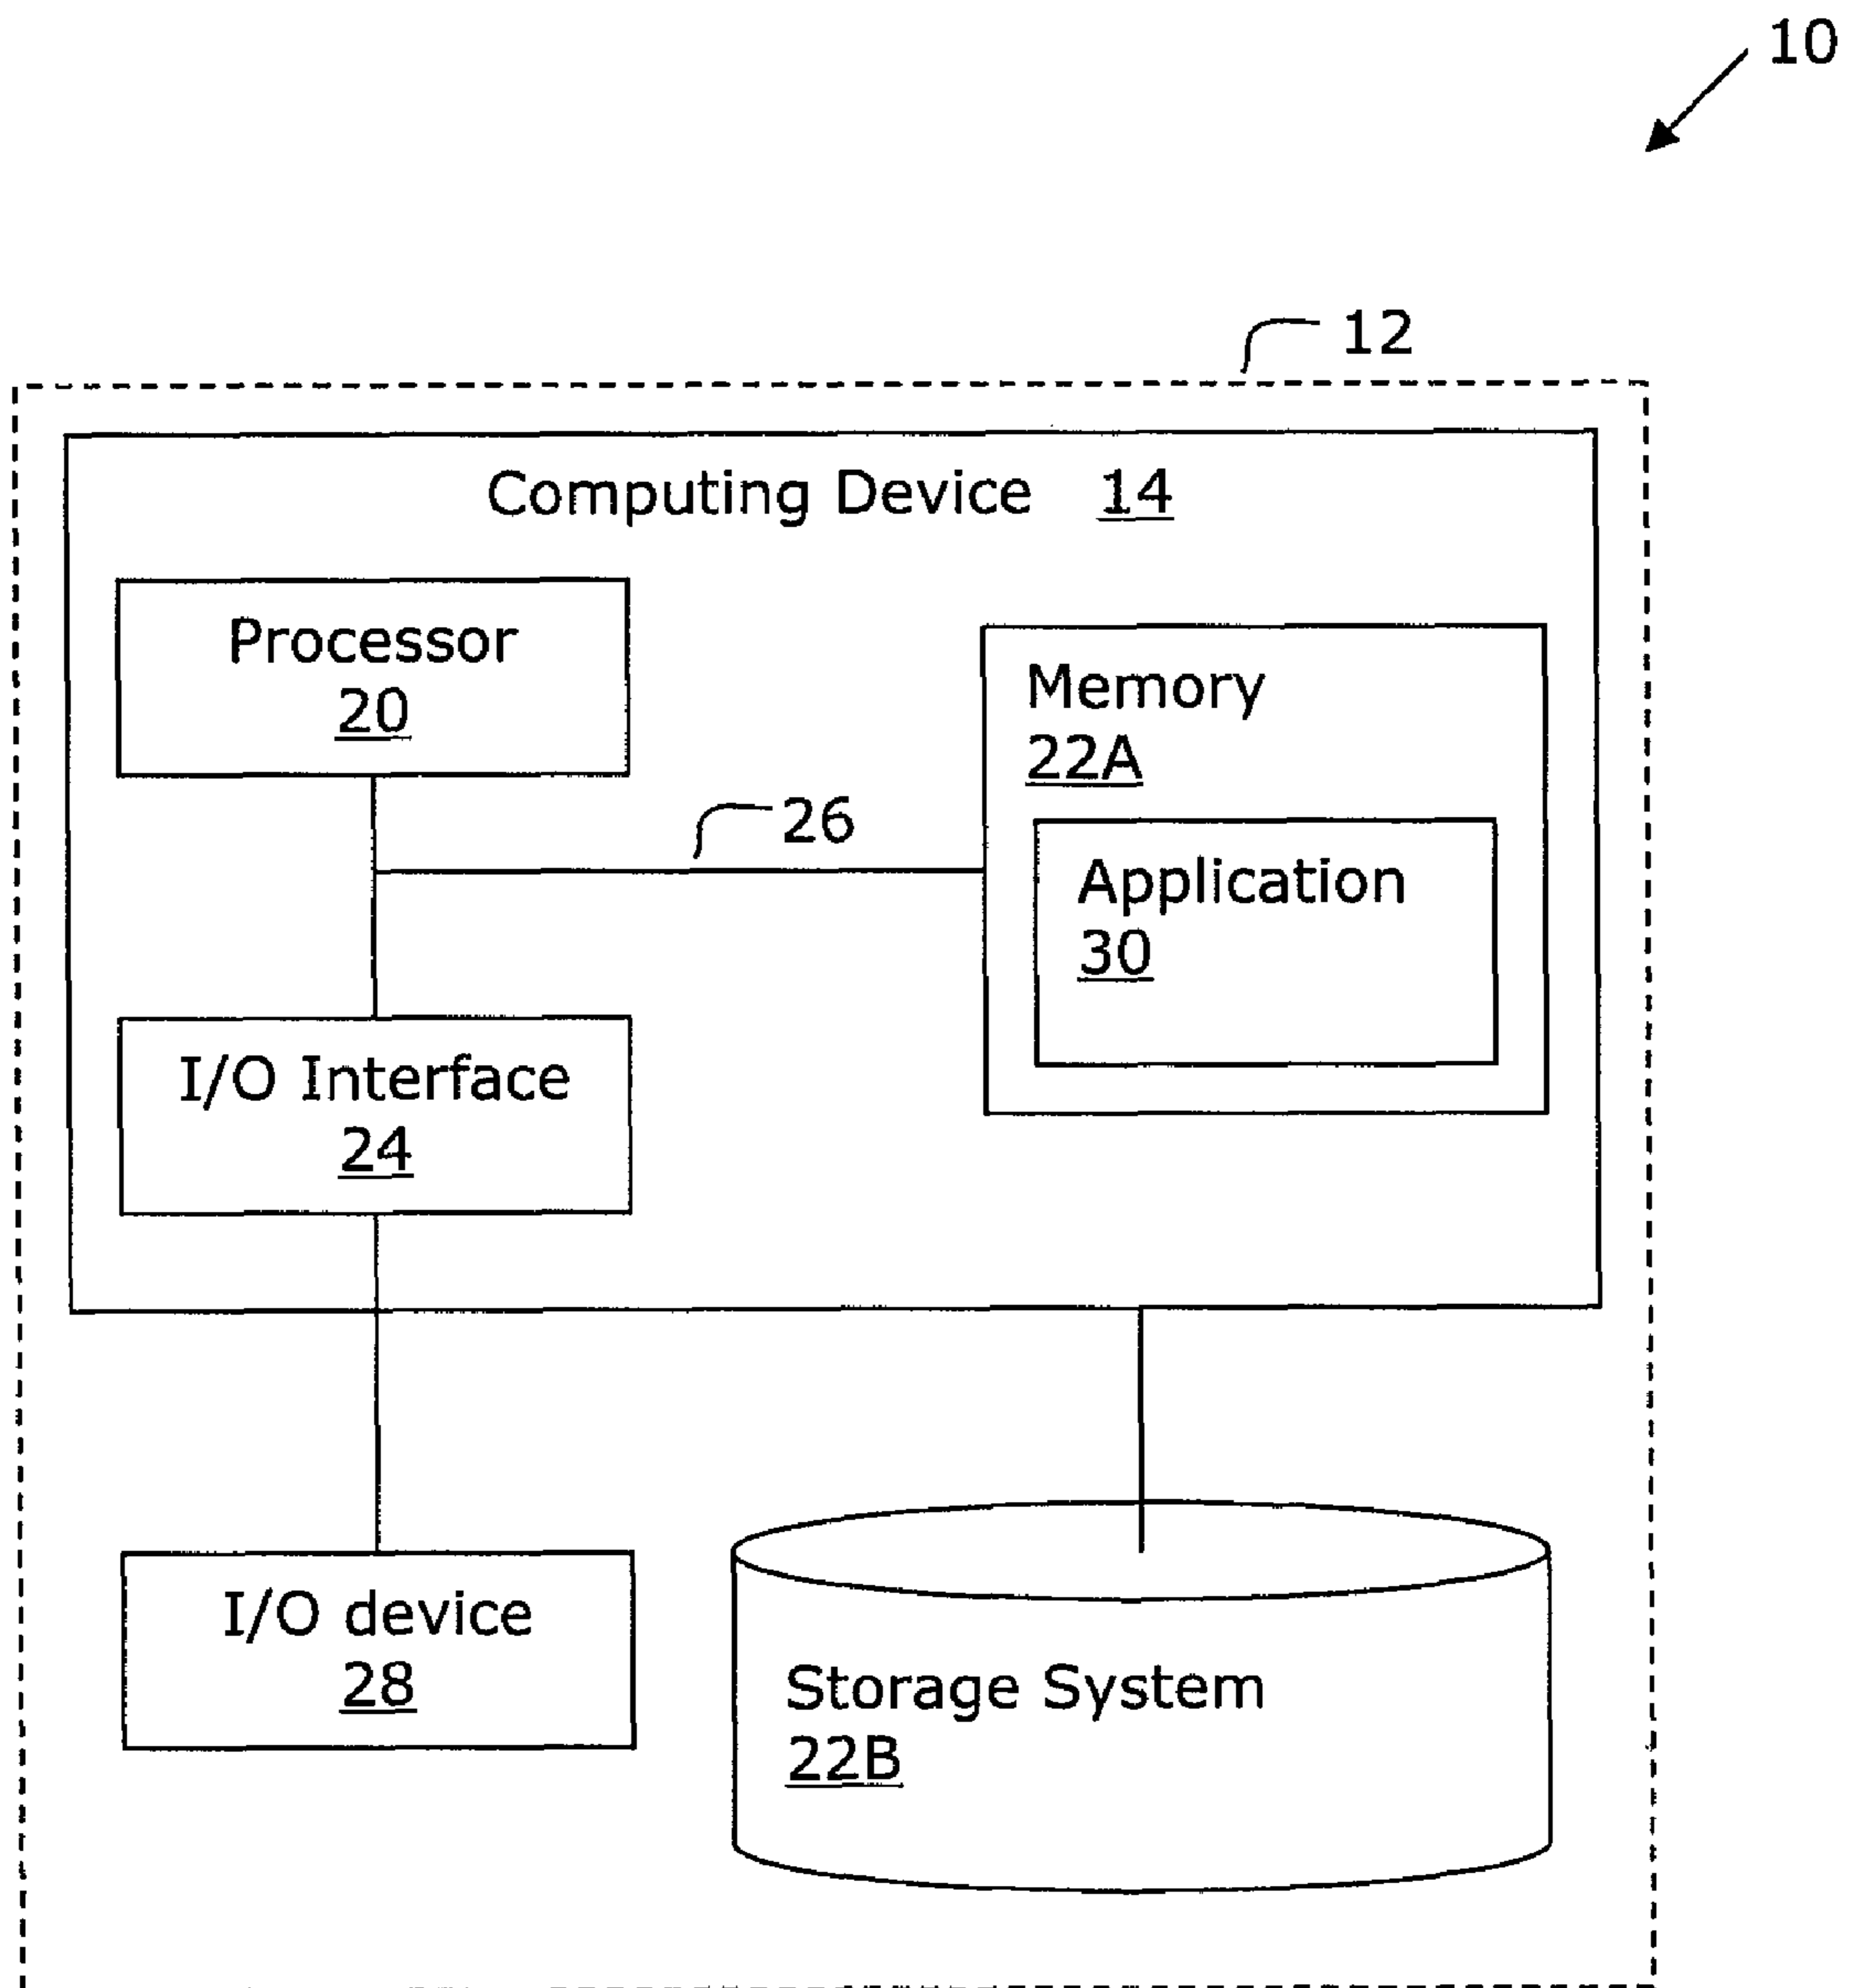 10
12
Computing Device 14
Processor
20
Memory
22A
26
Application
30
I/O Interface
24
I/O device
28
Storage System
22B